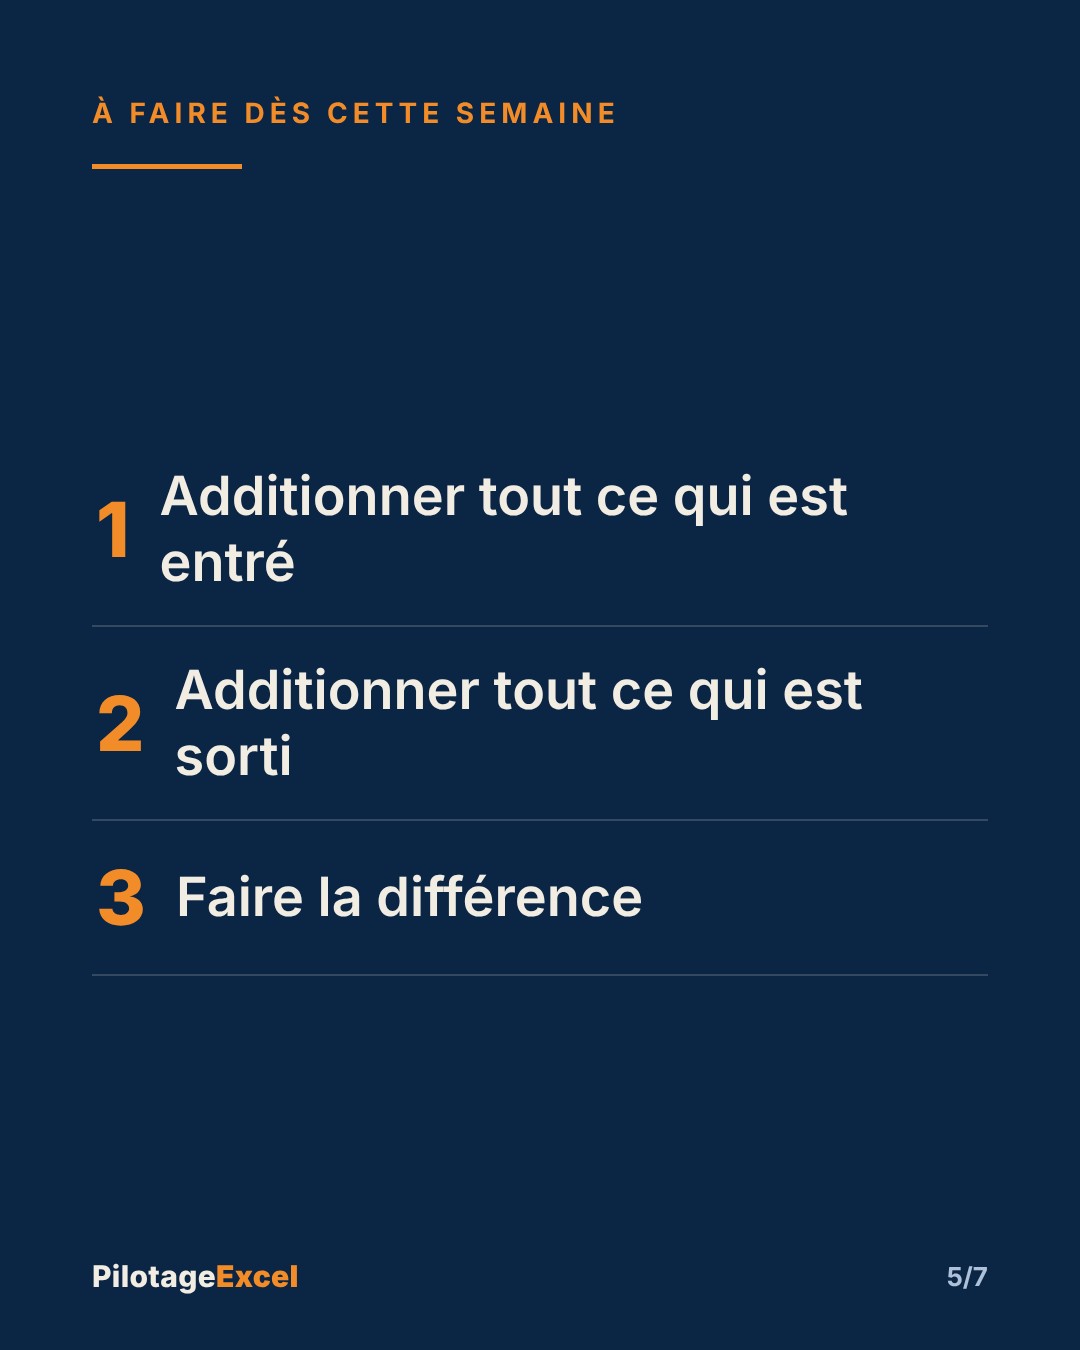 À FAIRE DÈS CETTE SEMAINE
1 Additionner tout ce qui est
entré
2 Additionner tout ce qui est
sorti
3 Faire la différence
PilotageExcel
5/7